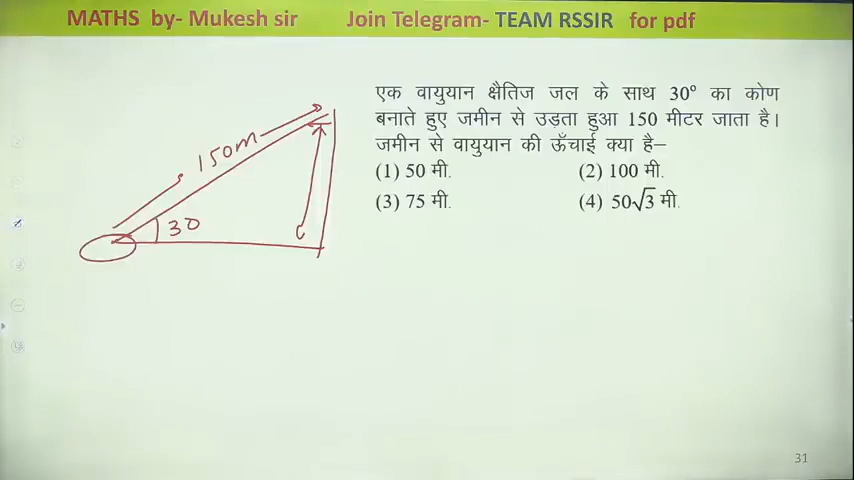 MATHS by- Mukesh sir Join Telegram- TEAM RSSIR for pdf
एक वायुयान क्षैतिज जल के साथ 30° का कोण
बनाते हुए जमीन से उड़ता हुआ 150 मीटर जाता है।
जमीन से वायुयान की ऊँचाई क्या है–
(1) 50 मी. (2) 100 मी.
(3) 75 मी. (4) 50√3 मी.
150m
30
31